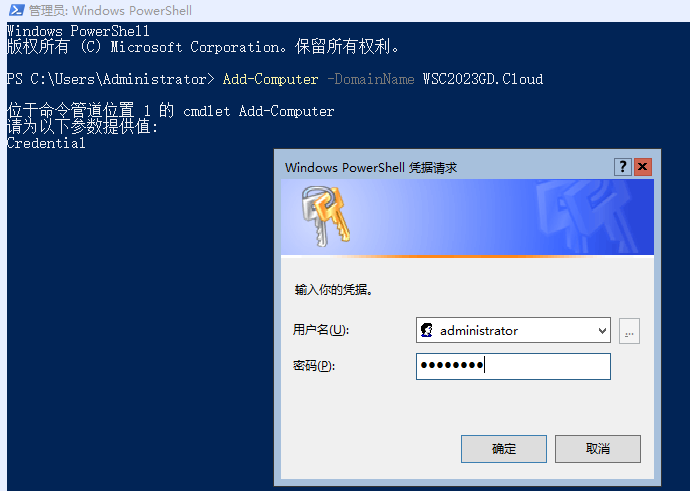 管理员: Windows PowerShell
Windows PowerShell
版权所有 (C) Microsoft Corporation。保留所有权利。
PS C:\Users\Administrator> Add-Computer -DomainName WSC2023GD.Cloud
位于命令管道位置 1 的 cmdlet Add-Computer
请为以下参数提供值:
Credential
Windows PowerShell 凭据请求
输入你的凭据。
用户名(U): administrator ...
密码(P): ●●●●●●●●
确定 取消